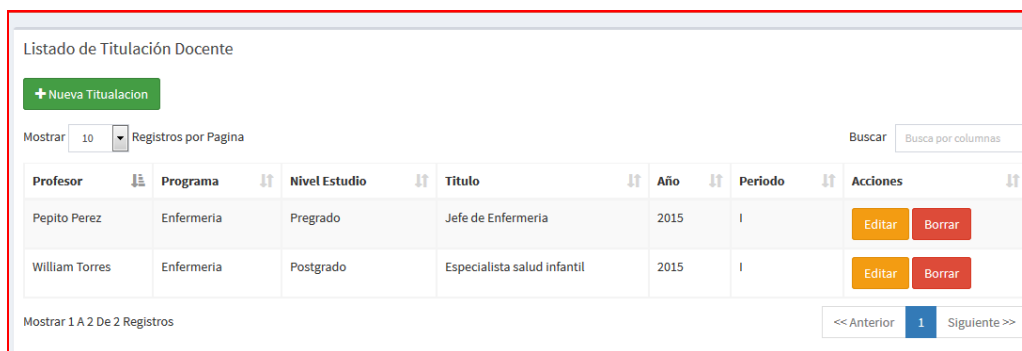 Listado de Titulación Docente
+ Nueva Titualacion
Mostrar 10 Registros por Pagina Buscar Busca por columnas
Profesor Programa Nivel Estudio Titulo Año Periodo Acciones
Pepito Perez Enfermeria Pregrado Jefe de Enfermeria 2015 I Editar Borrar
William Torres Enfermeria Postgrado Especialista salud infantil 2015 I Editar Borrar
Mostrar 1 A 2 De 2 Registros << Anterior 1 Siguiente >>